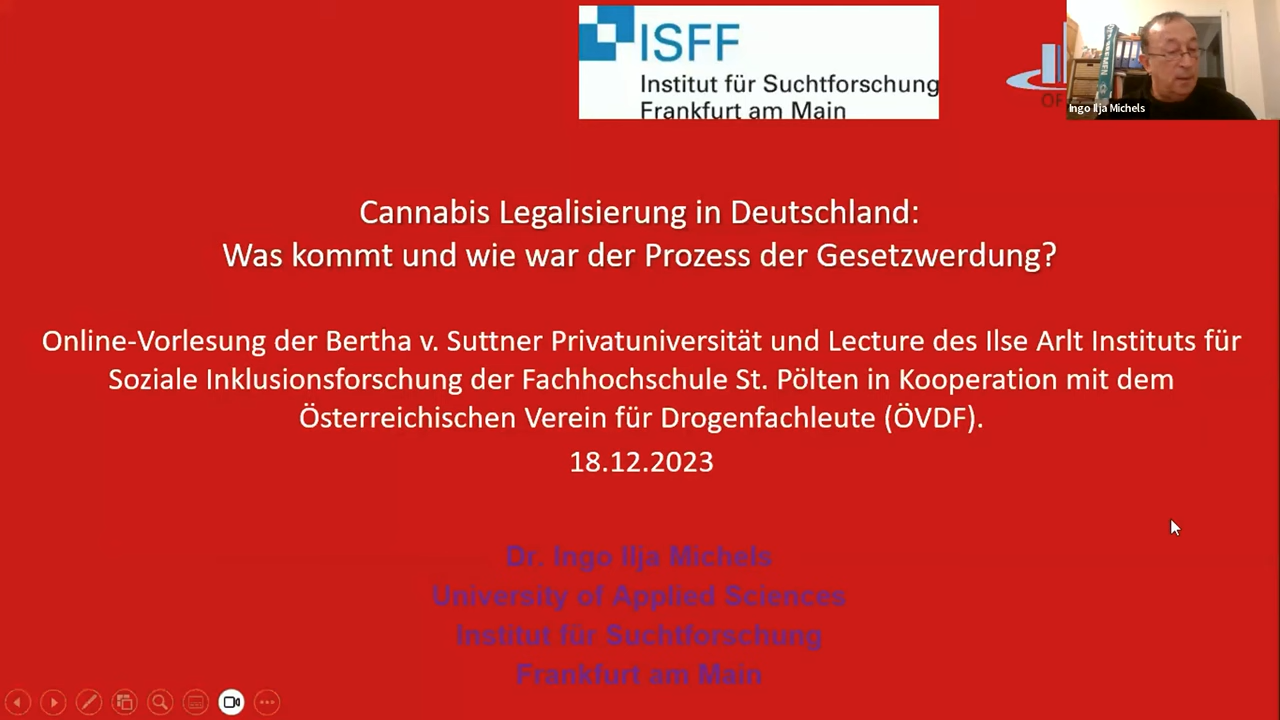 ISFF
Institut für Suchtforschung
Frankfurt am Main
Ingo Ilja Michels
Cannabis Legalisierung in Deutschland:
Was kommt und wie war der Prozess der Gesetzwerdung?
Online-Vorlesung der Bertha v. Suttner Privatuniversität und Lecture des Ilse Arlt Instituts für
Soziale Inklusionsforschung der Fachhochschule St. Pölten in Kooperation mit dem
Österreichischen Verein für Drogenfachleute (ÖVDF).
18.12.2023
Dr. Ingo Ilja Michels
University of Applied Sciences
Institut für Suchtforschung
Frankfurt am Main